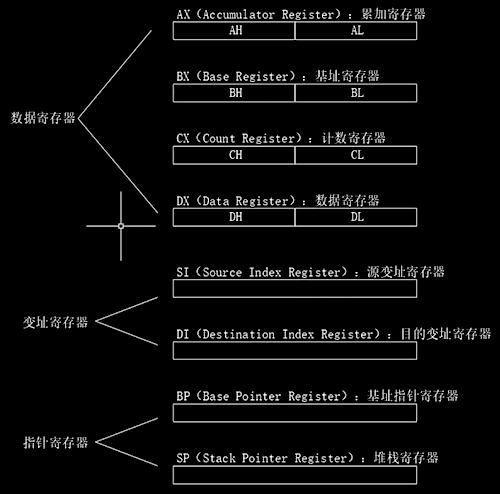 AX（Accumulator Register）：累加寄存器
AH AL
BX（Base Register）：基址寄存器
BH BL
数据寄存器
CX（Count Register）：计数寄存器
CH CL
DX（Data Register）：数据寄存器
DH DL
SI（Source Index Register）：源变址寄存器
变址寄存器
DI（Destination Index Register）：目的变址寄存器
BP（Base Pointer Register）：基址指针寄存器
指针寄存器
SP（Stack Pointer Register）：堆栈寄存器